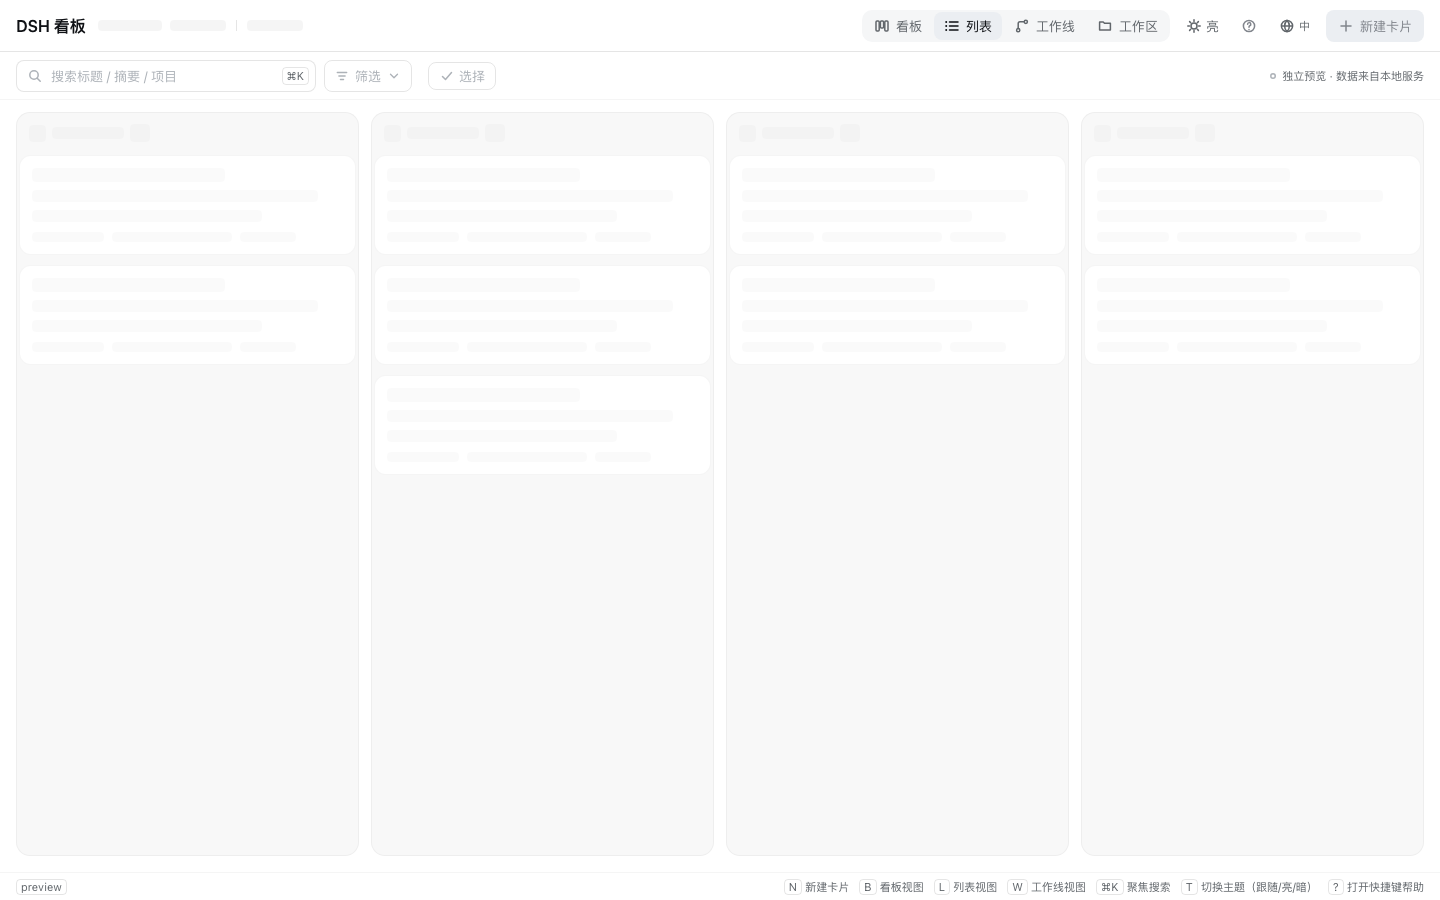 DSH 看板
看板 列表 工作线 工作区 亮 中 新建卡片
搜索标题 / 摘要 / 项目 ⌘K 筛选 选择 独立预览 · 数据来自本地服务
preview N 新建卡片 B 看板视图 L 列表视图 W 工作线视图 ⌘K 聚焦搜索 T 切换主题（跟随/亮/暗） ? 打开快捷键帮助